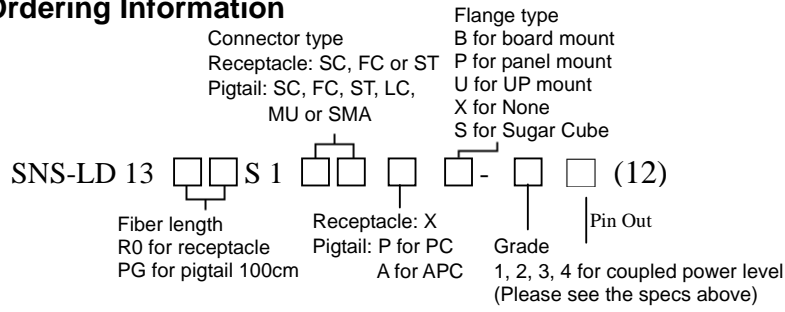 Ordering Information
Flange type
B for board mount
P for panel mount
U for UP mount
X for None
S for Sugar Cube
Connector type
Receptacle: SC, FC or ST
Pigtail: SC, FC, ST, LC,
MU or SMA
SNS-LD 13 □□ S 1 □□ □ □ - □ □ (12)
Fiber length
R0 for receptacle
PG for pigtail 100cm
Receptacle: X
Pigtail: P for PC
A for APC
Grade
1, 2, 3, 4 for coupled power level
(Please see the specs above)
Pin Out